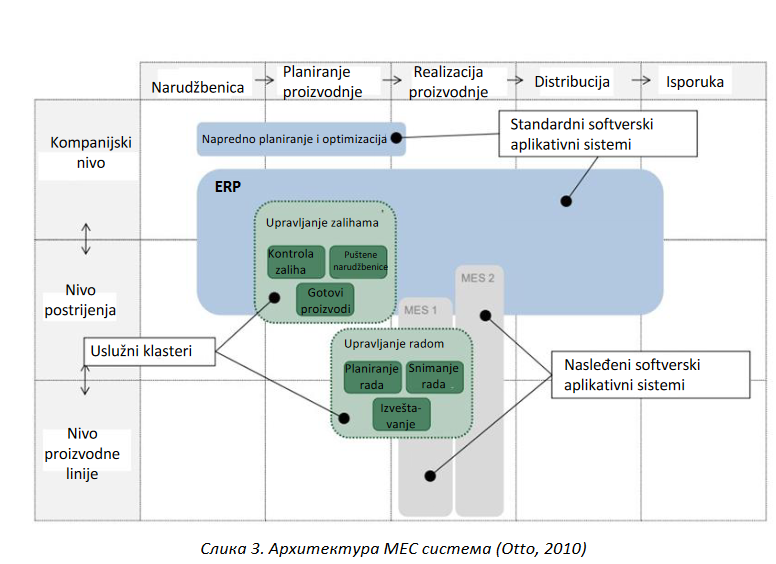 Narudžbenica
Planiranje
proizvodnje
Realizacija
proizvodnje
Distribucija
Isporuka
Kompanijski
nivo
Napredno planiranje i optimizacija
Standardni softverski
aplikativni sistemi
ERP
Upravljanje zalihama
Kontrola
zaliha
Puštene
narudžbenice
Gotovi
proizvodi
Nivo
postrijenja
MES 1
MES 2
Uslužni klasteri
Upravljanje radom
Planiranje
rada
Snimanje
rada
Izvešta-
vanje
Nasleđeni softverski
aplikativni sistemi
Nivo
proizvodne
linije
Слика 3. Архитектура МЕС система (Otto, 2010)